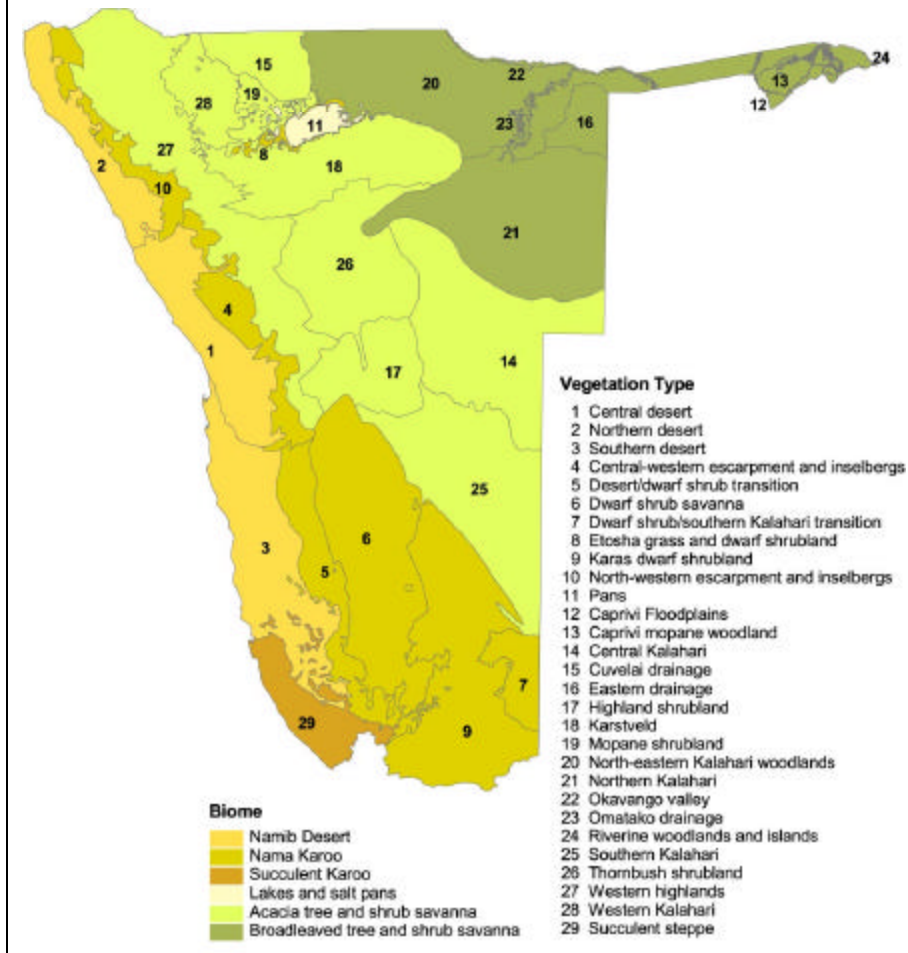 15
20
22
24
13
12
19
28
11
23
16
8
27
18
2
10
21
26
4
1
17
14
25
3
6
5
7
29
9
Vegetation Type
1 Central desert
2 Northern desert
3 Southern desert
4 Central-western escarpment and inselbergs
5 Desert/dwarf shrub transition
6 Dwarf shrub savanna
7 Dwarf shrub/southern Kalahari transition
8 Etosha grass and dwarf shrubland
9 Karas dwarf shrubland
10 North-western escarpment and inselbergs
11 Pans
12 Caprivi Floodplains
13 Caprivi mopane woodland
14 Central Kalahari
15 Cuvelai drainage
16 Eastern drainage
17 Highland shrubland
18 Karstveld
19 Mopane shrubland
20 North-eastern Kalahari woodlands
21 Northern Kalahari
22 Okavango valley
23 Omatako drainage
24 Riverine woodlands and islands
25 Southern Kalahari
26 Thornbush shrubland
27 Western highlands
28 Western Kalahari
29 Succulent steppe
Biome
Namib Desert
Nama Karoo
Succulent Karoo
Lakes and salt pans
Acacia tree and shrub savanna
Broadleaved tree and shrub savanna